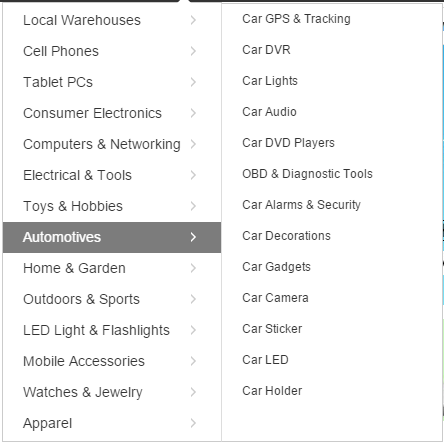 Local Warehouses
Cell Phones
Tablet PCs
Consumer Electronics
Computers & Networking
Electrical & Tools
Toys & Hobbies
Automotives
Home & Garden
Outdoors & Sports
LED Light & Flashlights
Mobile Accessories
Watches & Jewelry
Apparel
Car GPS & Tracking
Car DVR
Car Lights
Car Audio
Car DVD Players
OBD & Diagnostic Tools
Car Alarms & Security
Car Decorations
Car Gadgets
Car Camera
Car Sticker
Car LED
Car Holder